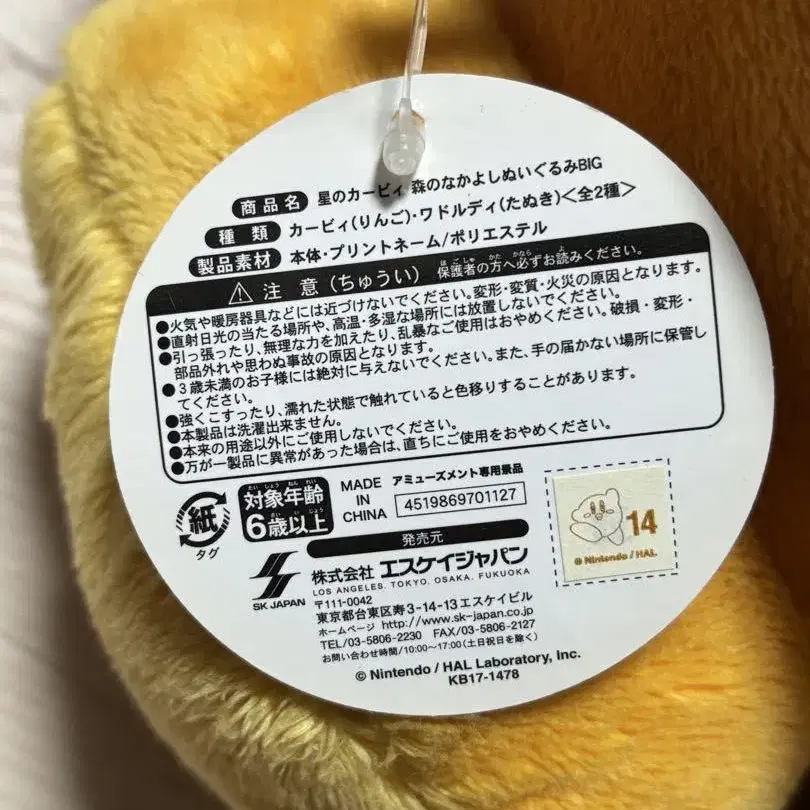 商品名 星のカービィ 森のなかよしぬいぐるみBIG
種類 カービィ(りんご)・ワドルディ(たぬき)<全2種>
製品素材 本体・プリントネーム/ポリエステル
注意(ちゅうい) 保護者の方へ必ずお読みください。
●火気や暖房器具などには近づけないでください。変形・変質・火災の原因となります。
●直射日光の当たる場所や、高温・多湿な場所には放置しないでください。
●引っ張ったり、無理な力を加えたり、乱暴なご使用はおやめください。破損・変形・
部品外れや思わぬ事故の原因となります。
●3歳未満のお子様には絶対に与えないでください。また、手の届かない場所に保管し
てください。
●強くこすったり、濡れた状態で触れていると色移りすることがあります。
●本製品は洗濯出来ません。
●本来の用途以外にご使用しないでください。
●万が一製品に異常があった場合は、直ちにご使用をおやめください。
紙
タグ
対象年齢
6歳以上
MADE
IN
CHINA
アミューズメント専用景品
4519869701127
14
© Nintendo / HAL
発売元
SK JAPAN
株式会社 エスケイジャパン
LOS ANGELES. TOKYO. OSAKA. FUKUOKA
〒111-0042
東京都台東区寿3-14-13エスケイビル
ホームページ http://www.sk-japan.co.jp
TEL/03-5806-2230 FAX/03-5806-2127
お問い合わせ時間/10:00~17:00(土日祝日を除く)
© Nintendo / HAL Laboratory, Inc.
KB17-1478